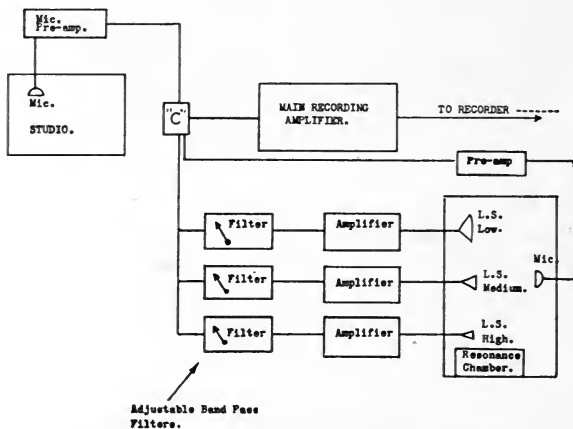 Mic.
Pre-amp.
Mic.
STUDIO.
"C"
MAIN RECORDING
AMPLIFIER.
TO RECORDER
Pre-amp
Filter
Amplifier
L.S.
Low.
Mic.
Filter
Amplifier
L.S.
Medium.
Filter
Amplifier
L.S.
High.
Resonance
Chamber.
Adjustable Band Pass
Filters.